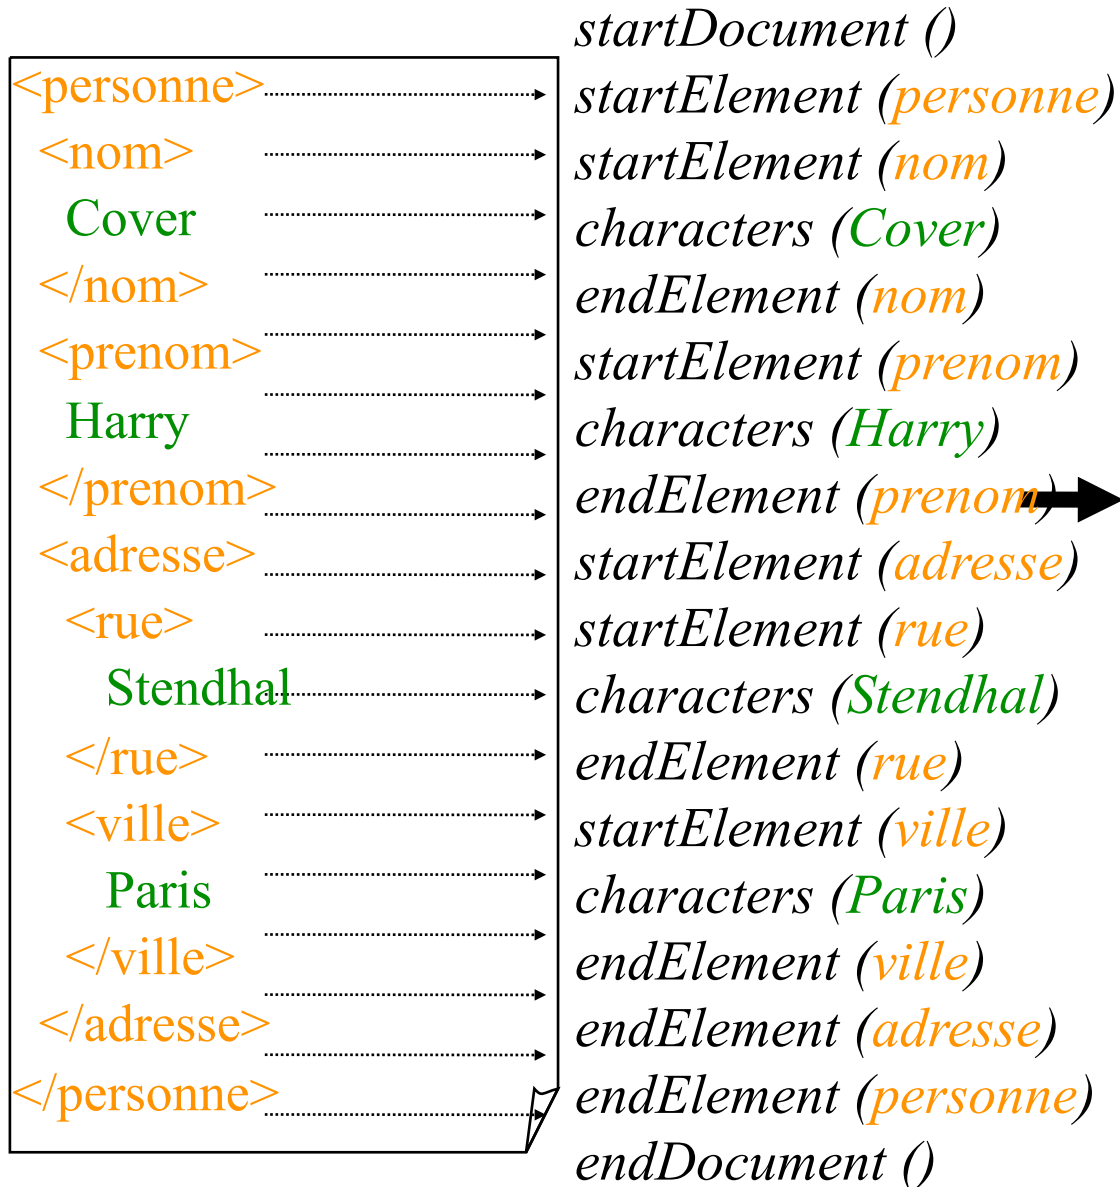 startDocument ()
<personne> startElement (personne)
<nom> startElement (nom)
Cover characters (Cover)
</nom> endElement (nom)
<prenom> startElement (prenom)
Harry characters (Harry)
</prenom> endElement (prenom)
<adresse> startElement (adresse)
<rue> startElement (rue)
Stendhal characters (Stendhal)
</rue> endElement (rue)
<ville> startElement (ville)
Paris characters (Paris)
</ville> endElement (ville)
</adresse> endElement (adresse)
</personne> endElement (personne)
endDocument ()